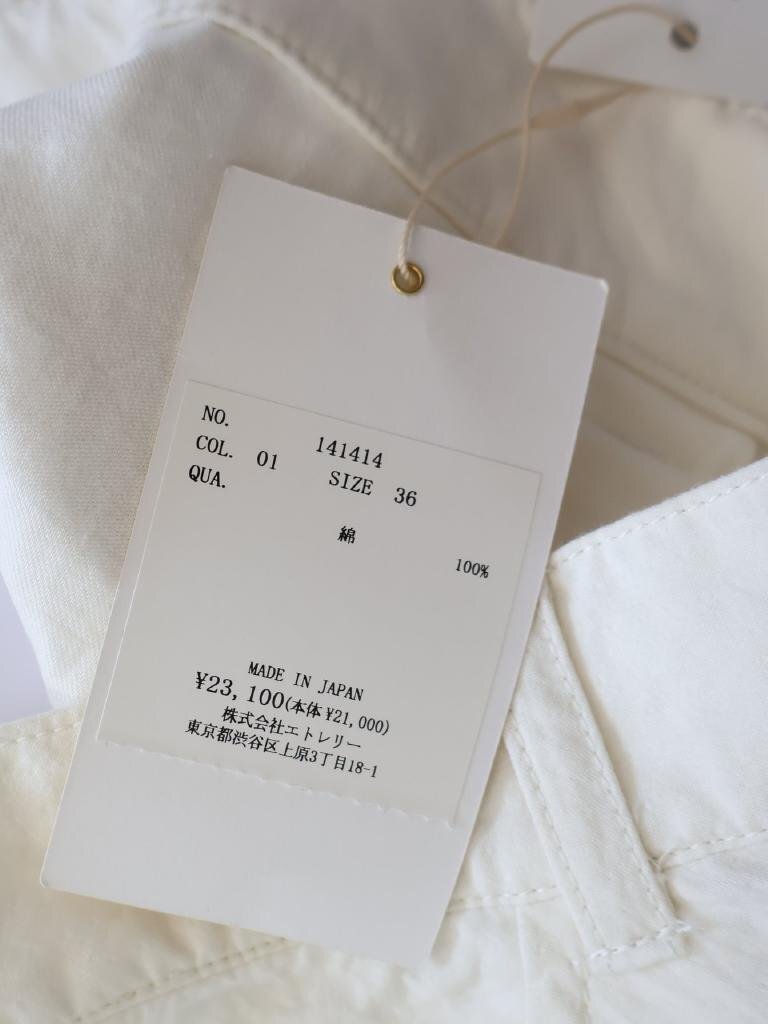 NO. 141414
COL. 01 SIZE 36
QUA.
綿
100%
MADE IN JAPAN
¥23,100(本体¥21,000)
株式会社エトレリー
東京都渋谷区上原3丁目18-1